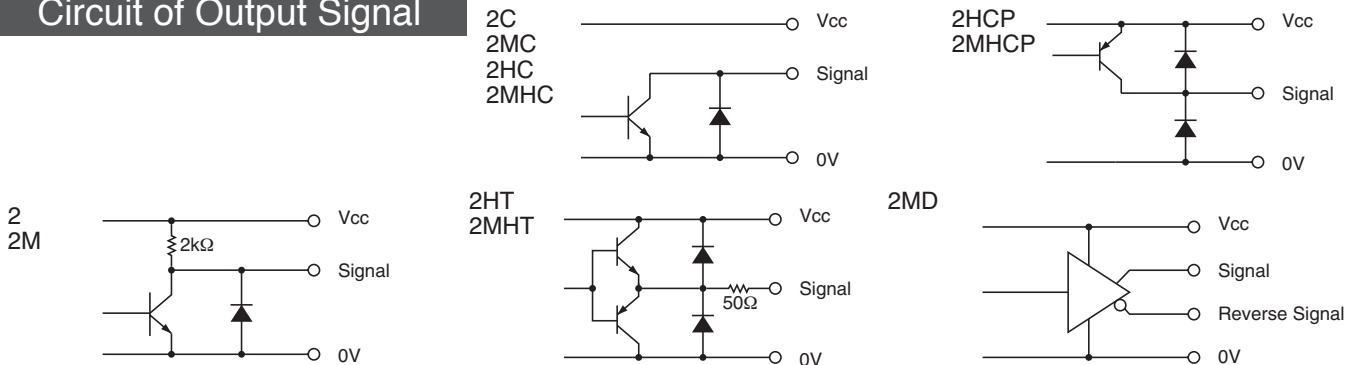 Circuit of Output Signal
2C
2MC
2HC
2MHC
Vcc
Signal
0V
2HCP
2MHCP
Vcc
Signal
0V
2
2M
2kΩ
Vcc
Signal
0V
2HT
2MHT
Vcc
50Ω
Signal
0V
2MD
Vcc
Signal
Reverse Signal
0V